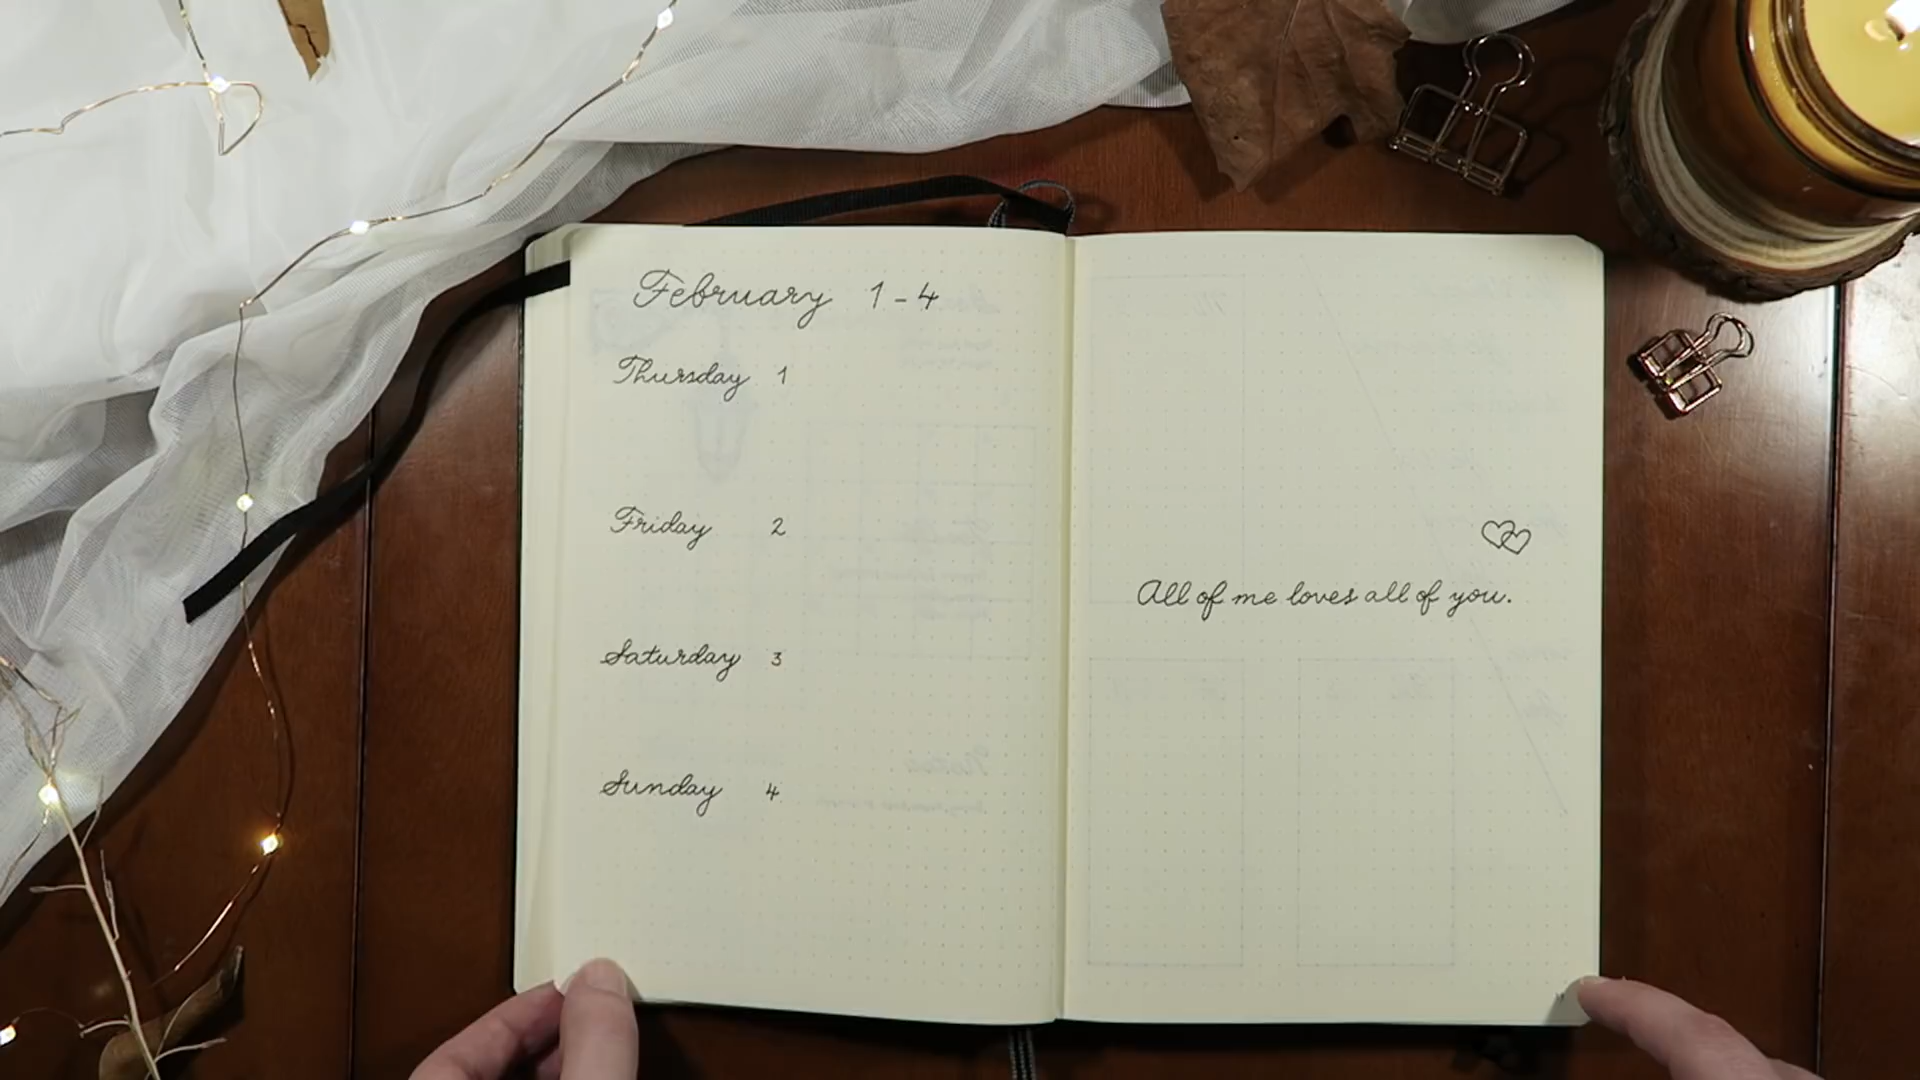 February 1-4
Thursday 1
Friday 2
Saturday 3
Sunday 4
All of me loves all of you.